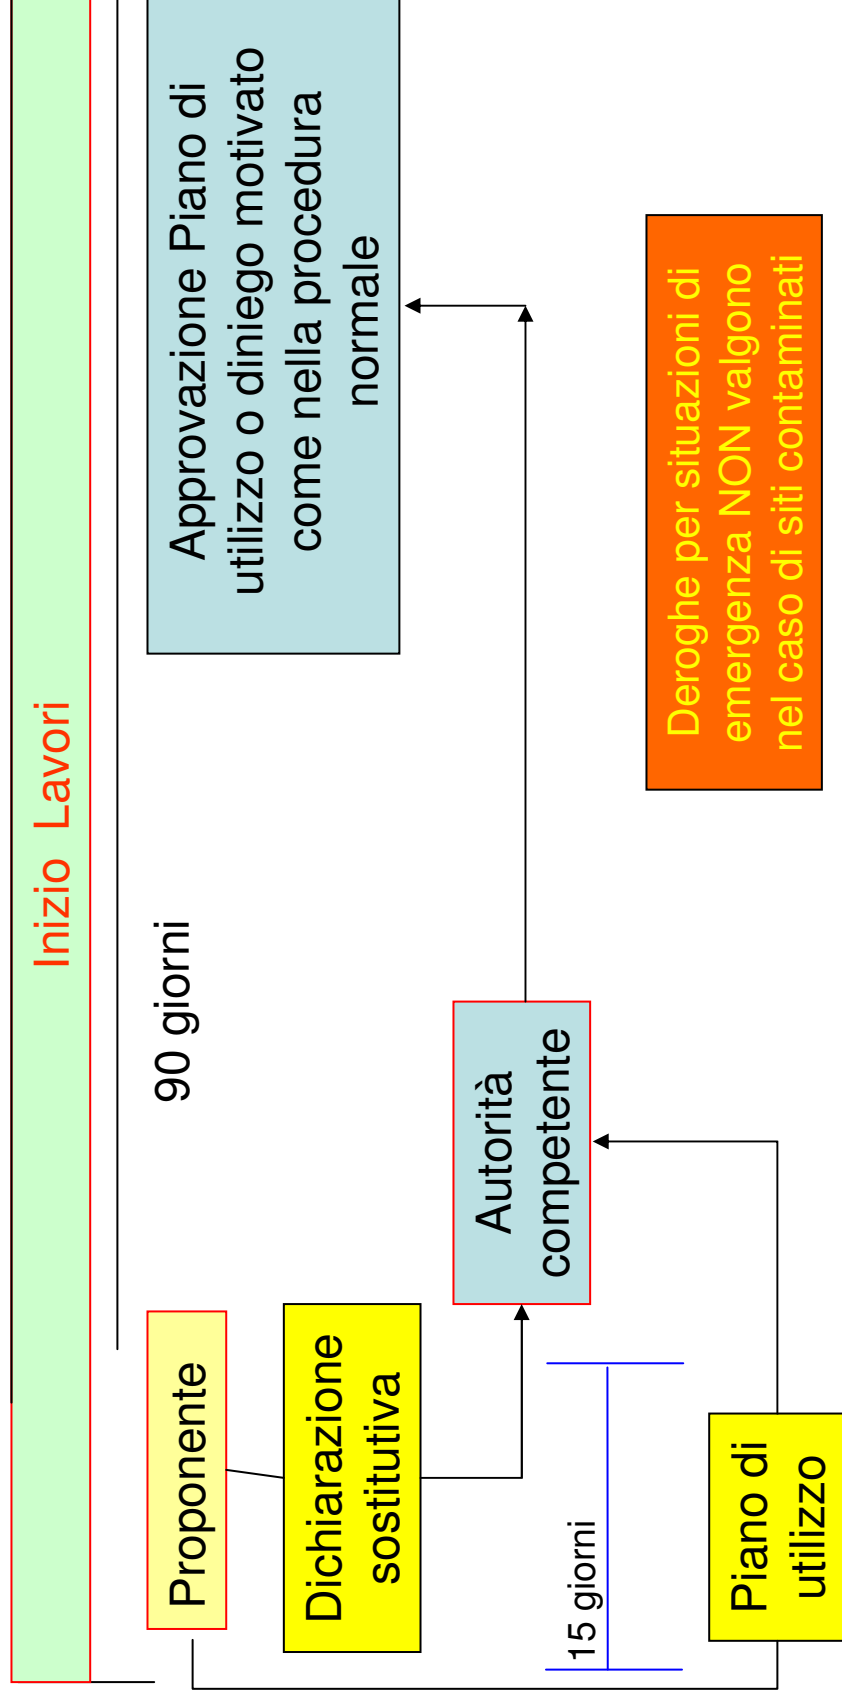 Inizio Lavori
90 giorni
Proponente
Approvazione Piano di
utilizzo o diniego motivato
come nella procedura
normale
Dichiarazione
sostitutiva
Autorità
competente
15 giorni
Deroghe per situazioni di
emergenza NON valgono
nel caso di siti contaminati
Piano di
utilizzo